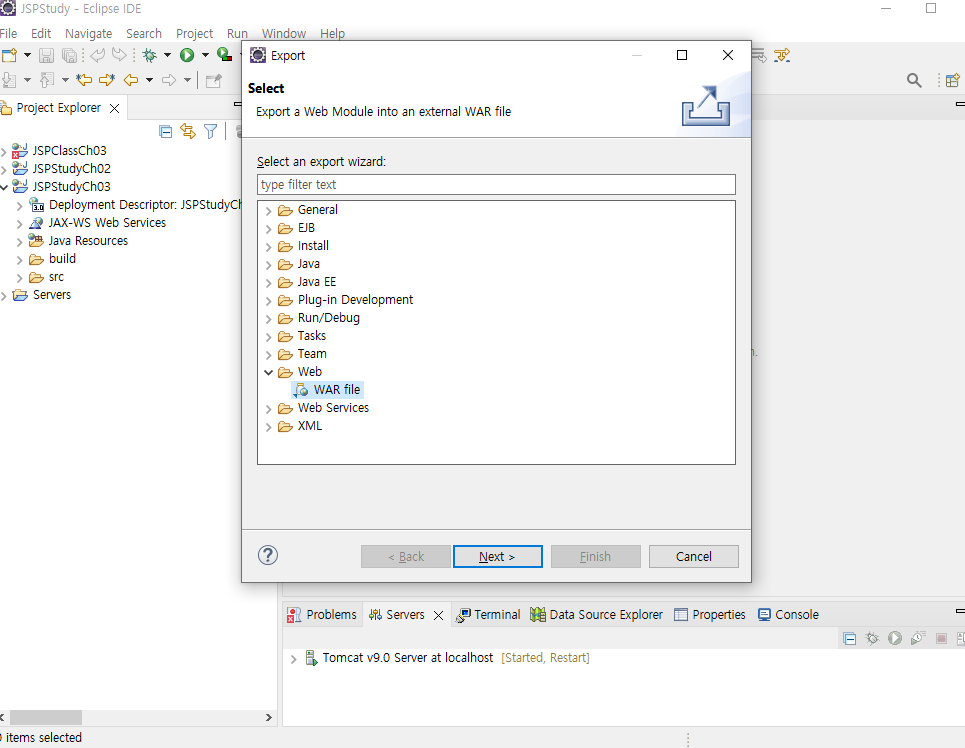 JSPStudy - Eclipse IDE
File Edit Navigate Search Project Run Window Help
Project Explorer
JSPClassCh03
JSPStudyCh02
JSPStudyCh03
3.0
Deployment Descriptor: JSPStudyCh
JAX-WS Web Services
Java Resources
build
src
Servers
0 items selected
Export
Select
Export a Web Module into an external WAR file
Select an export wizard:
type filter text
General
EJB
Install
Java
Java EE
Plug-in Development
Run/Debug
Tasks
Team
Web
WAR file
Web Services
XML
?
< Back Next > Finish Cancel
n.
Problems Servers Terminal Data Source Explorer Properties Console
Tomcat v9.0 Server at localhost [Started, Restart]